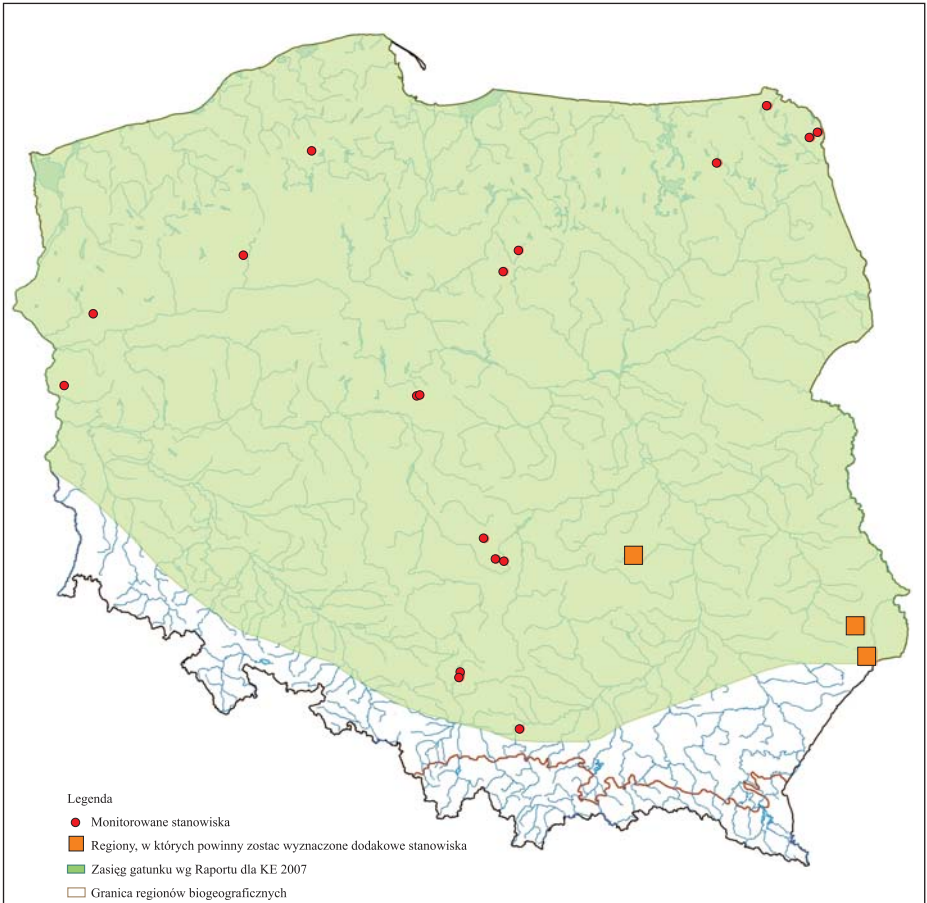 Legenda
Monitorowane stanowiska
Regiony, w których powinny zostac wyznaczone dodakowe stanowiska
Zasięg gatunku wg Raportu dla KE 2007
Granica regionów biogeograficznych